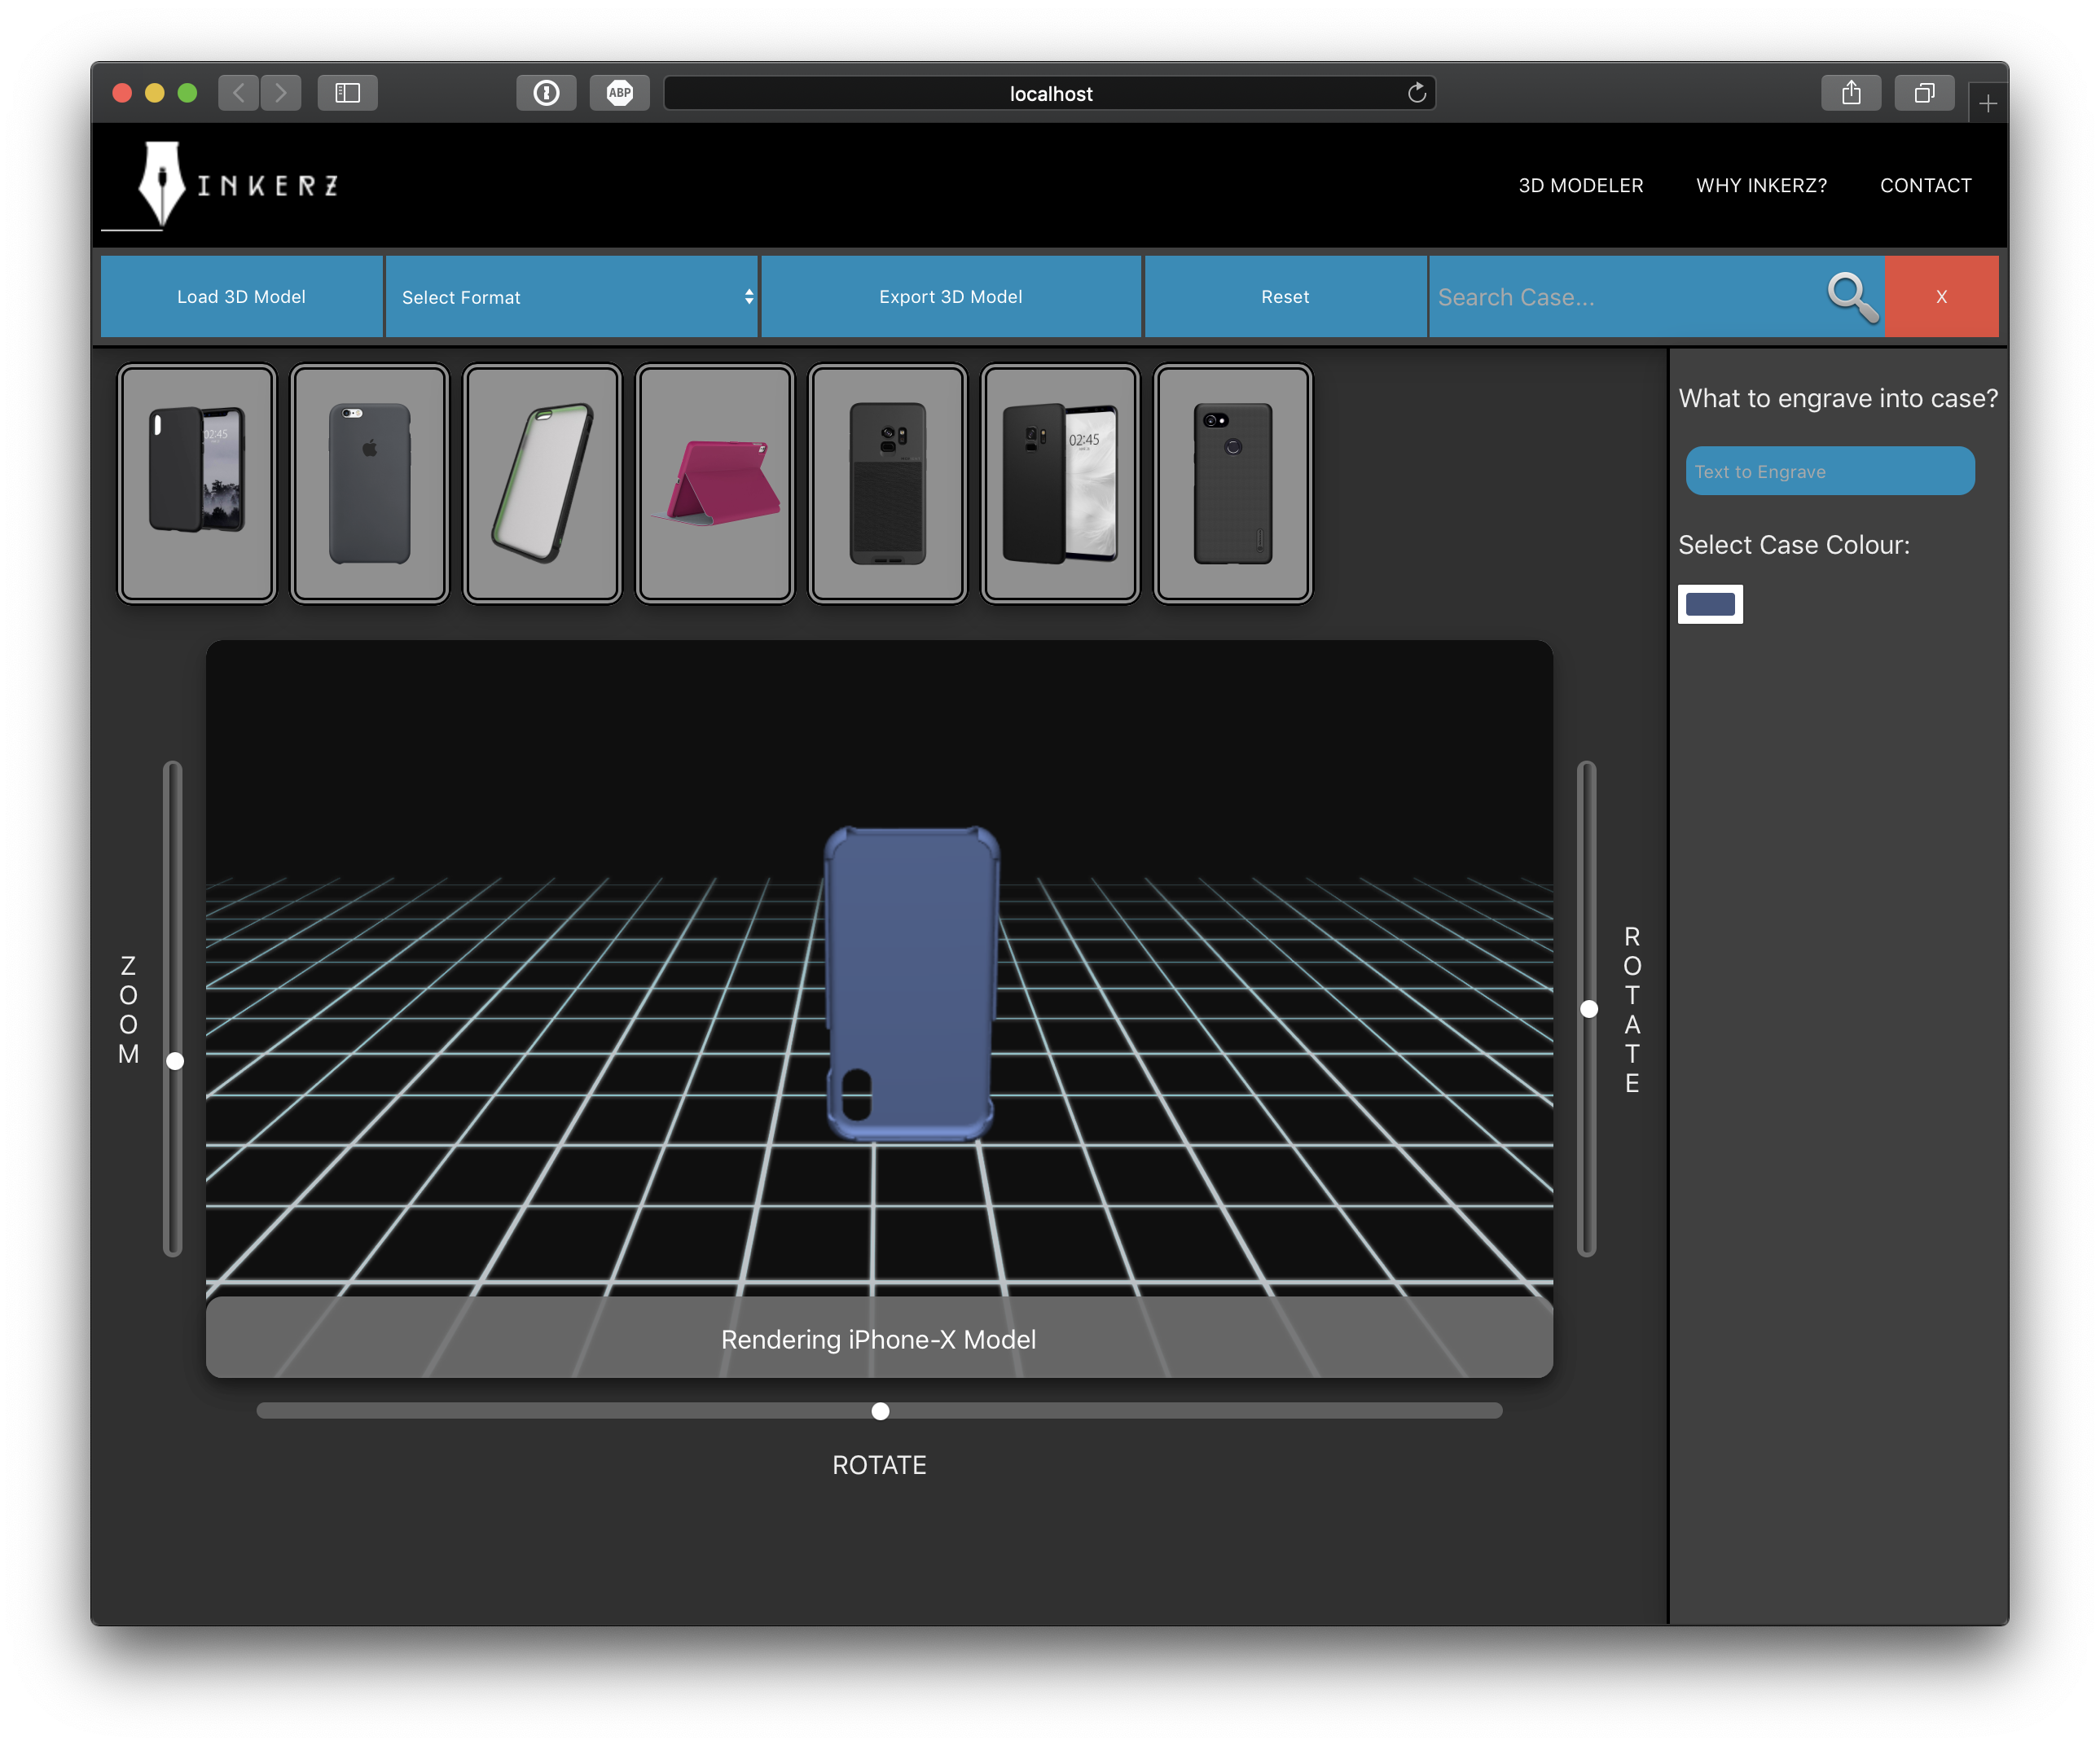 ABP
localhost
INKERZ
3D MODELER
WHY INKERZ?
CONTACT
Load 3D Model
Select Format
Export 3D Model
Reset
Search Case...
X
02:45
02:45
What to engrave into case?
Text to Engrave
Select Case Colour:
ZOOM
ROTATE
Rendering iPhone-X Model
ROTATE